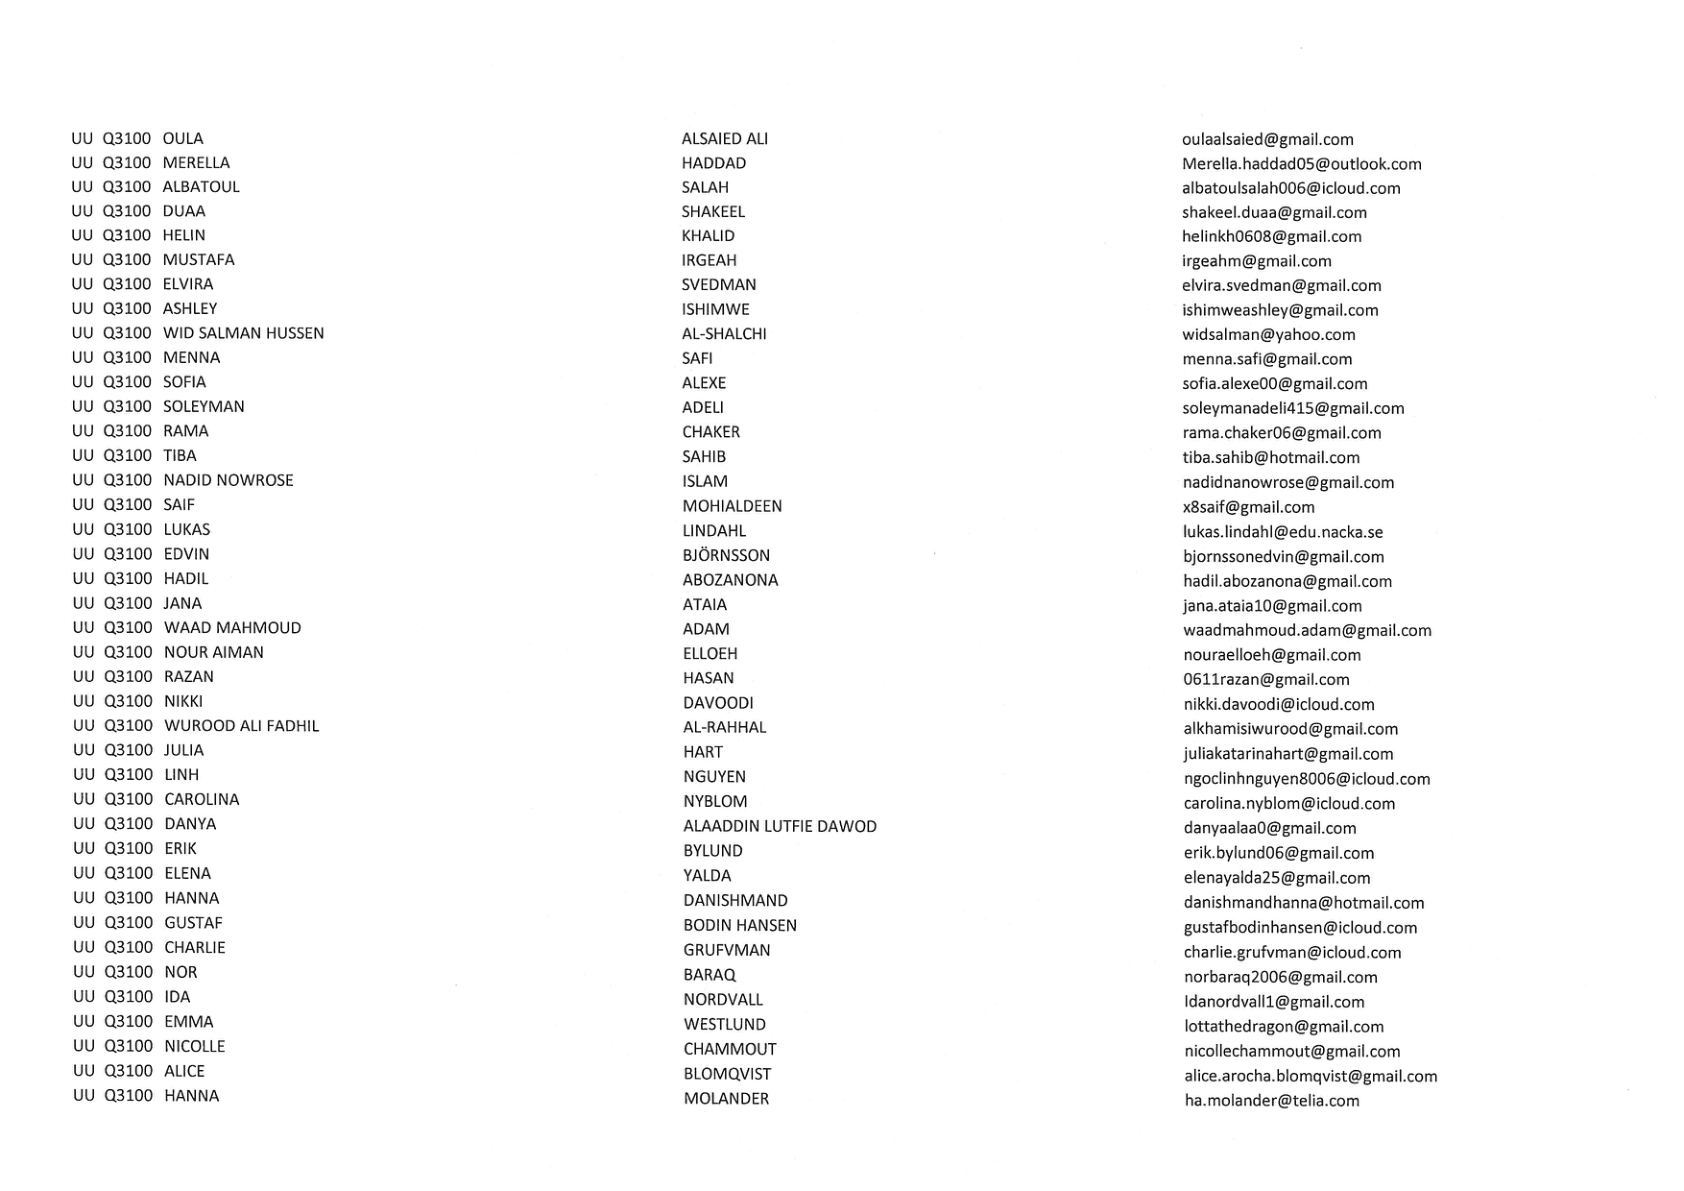 UU Q3100 OULA ALSAIED ALI oulaalsaied@gmail.com
UU Q3100 MERELLA HADDAD Merella.haddad05@outlook.com
UU Q3100 ALBATOUL SALAH albatoulsalah006@icloud.com
UU Q3100 DUAA SHAKEEL shakeel.duaa@gmail.com
UU Q3100 HELIN KHALID helinkh0608@gmail.com
UU Q3100 MUSTAFA IRGEAH irgeahm@gmail.com
UU Q3100 ELVIRA SVEDMAN elvira.svedman@gmail.com
UU Q3100 ASHLEY ISHIMWE ishimweashley@gmail.com
UU Q3100 WID SALMAN HUSSEN AL-SHALCHI widsalman@yahoo.com
UU Q3100 MENNA SAFI menna.safi@gmail.com
UU Q3100 SOFIA ALEXE sofia.alexe00@gmail.com
UU Q3100 SOLEYMAN ADELI soleymanadeli415@gmail.com
UU Q3100 RAMA CHAKER rama.chaker06@gmail.com
UU Q3100 TIBA SAHIB tiba.sahib@hotmail.com
UU Q3100 NADID NOWROSE ISLAM nadidnanowrose@gmail.com
UU Q3100 SAIF MOHIALDEEN x8saif@gmail.com
UU Q3100 LUKAS LINDAHL lukas.lindahl@edu.nacka.se
UU Q3100 EDVIN BJÖRNSSON bjornssonedvin@gmail.com
UU Q3100 HADIL ABOZANONA hadil.abozanona@gmail.com
UU Q3100 JANA ATAIA jana.ataia10@gmail.com
UU Q3100 WAAD MAHMOUD ADAM waadmahmoud.adam@gmail.com
UU Q3100 NOUR AIMAN ELLOEH nouraelloeh@gmail.com
UU Q3100 RAZAN HASAN 0611razan@gmail.com
UU Q3100 NIKKI DAVOODI nikki.davoodi@icloud.com
UU Q3100 WUROOD ALI FADHIL AL-RAHHAL alkhamisiwurood@gmail.com
UU Q3100 JULIA HART juliakatarinahart@gmail.com
UU Q3100 LINH NGUYEN ngoclinhnguyen8006@icloud.com
UU Q3100 CAROLINA NYBLOM carolina.nyblom@icloud.com
UU Q3100 DANYA ALAADDIN LUTFIE DAWOD danyaalaa0@gmail.com
UU Q3100 ERIK BYLUND erik.bylund06@gmail.com
UU Q3100 ELENA YALDA elenayalda25@gmail.com
UU Q3100 HANNA DANISHMAND danishmandhanna@hotmail.com
UU Q3100 GUSTAF BODIN HANSEN gustafbodinhansen@icloud.com
UU Q3100 CHARLIE GRUFVMAN charlie.grufvman@icloud.com
UU Q3100 NOR BARAQ norbaraq2006@gmail.com
UU Q3100 IDA NORDVALL Idanordvall1@gmail.com
UU Q3100 EMMA WESTLUND lottathedragon@gmail.com
UU Q3100 NICOLLE CHAMMOUT nicollechammout@gmail.com
UU Q3100 ALICE BLOMQVIST alice.arocha.blomqvist@gmail.com
UU Q3100 HANNA MOLANDER ha.molander@telia.com